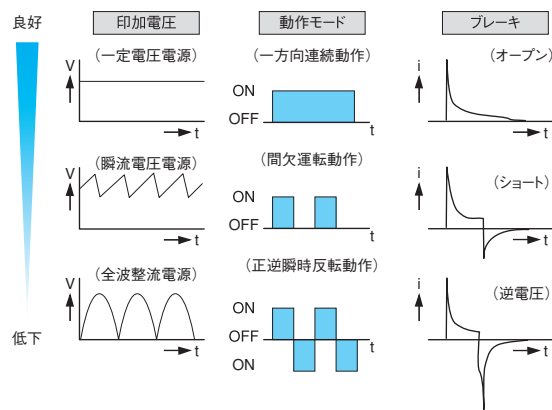 良好
印加電圧
動作モード
ブレーキ
(一定電圧電源)
(一方向連続動作)
(オープン)
V
t
ON
OFF
t
i
t
(瞬流電圧電源)
(間欠運転動作)
(ショート)
V
t
ON
OFF
t
i
t
(全波整流電源)
(正逆瞬時反転動作)
(逆電圧)
V
t
ON
OFF
ON
t
i
t
低下